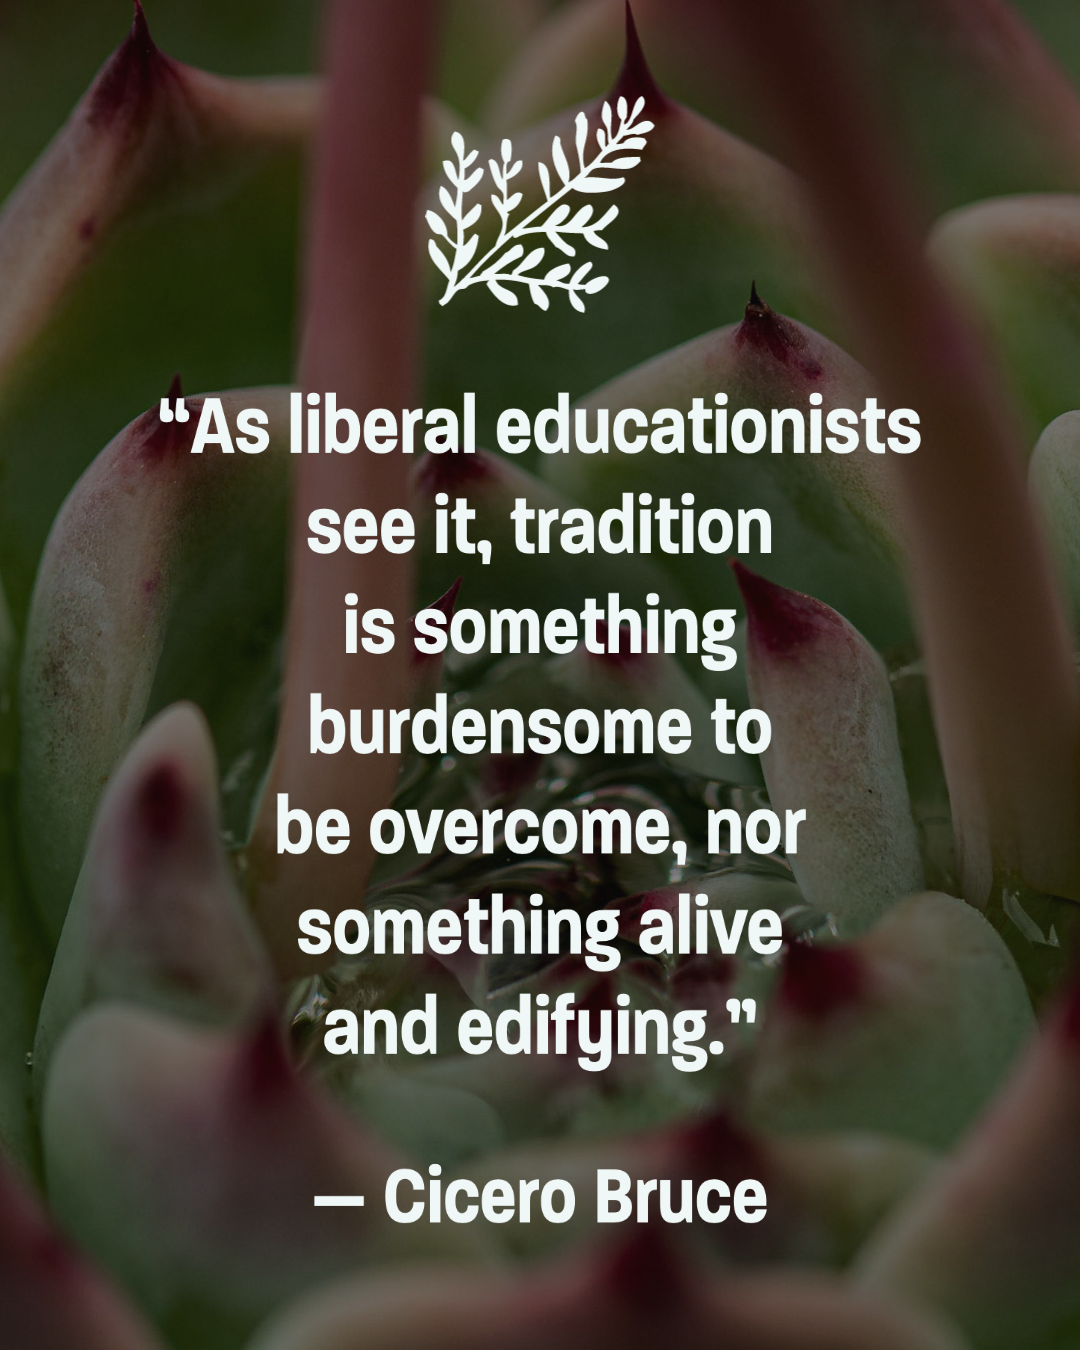 “As liberal educationists
see it, tradition
is something
burdensome to
be overcome, nor
something alive
and edifying.”
— Cicero Bruce